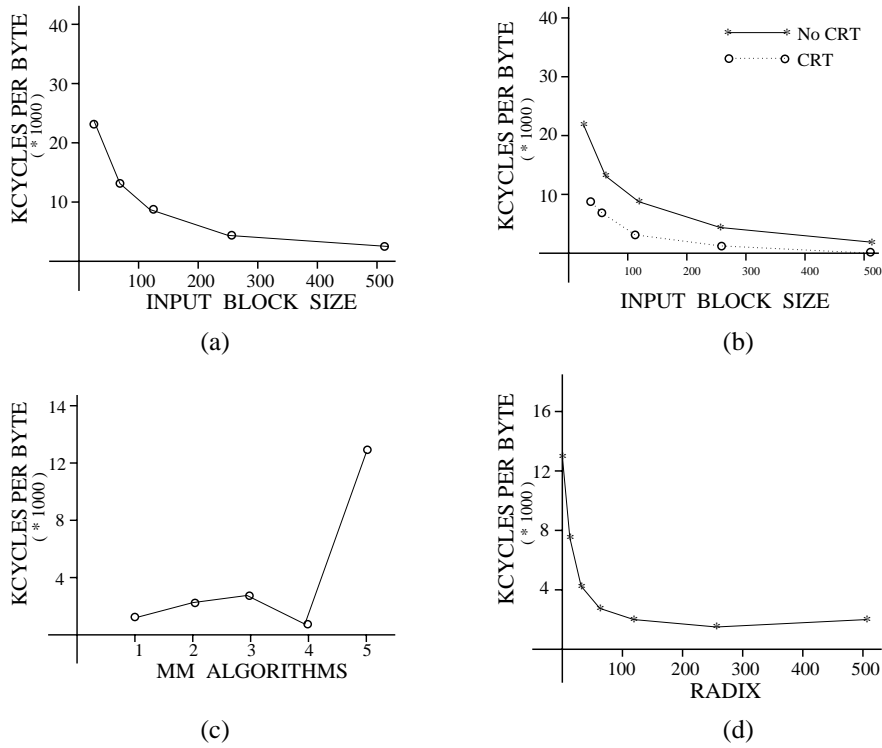 40
30
20
10
KCYCLES PER BYTE
( * 1000 )
100 200 300 400 500
INPUT BLOCK SIZE
(a)
40
30
20
10
KCYCLES PER BYTE
( * 1000 )
No CRT
CRT
100 200 300 400 500
INPUT BLOCK SIZE
(b)
14
12
8
4
KCYCLES PER BYTE
( * 1000 )
1 2 3 4 5
MM ALGORITHMS
(c)
16
12
8
4
KCYCLES PER BYTE
( * 1000 )
100 200 300 400 500
RADIX
(d)